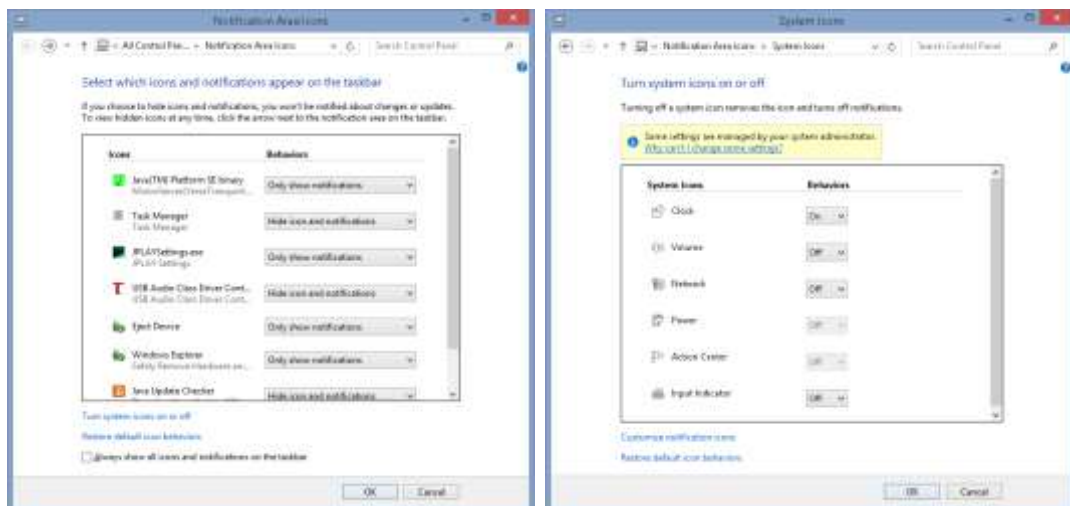 Notification Area Icons
All Control Pan... › Notification Area Icons
Search Control Panel
Select which icons and notifications appear on the taskbar
If you choose to hide icons and notifications, you won't be notified about changes or updates.
To view hidden icons at any time, click the arrow next to the notification area on the taskbar.
Icons Behaviors
Java(TM) Platform SE binary Only show notifications
Task Manager Hide icon and notifications
Task Manager
JPLAYSettings.exe Only show notifications
JPLAY Settings
USB Audio Class Driver Cont... Hide icon and notifications
USB Audio Class Driver Cont...
Eject Device Only show notifications
Windows Explorer Only show notifications
Safely Remove Hardware an...
Java Update Checker Hide icon and notifications
Turn system icons on or off
Restore default icon behaviors
Always show all icons and notifications on the taskbar
OK Cancel
System Icons
Notification Area Icons › System Icons
Search Control Panel
Turn system icons on or off
Turning off a system icon removes the icon and turns off notifications.
Some settings are managed by your system administrator.
Why can't I change some settings?
System Icons Behaviors
Clock On
Volume Off
Network Off
Power Off
Action Center Off
Input Indicator Off
Customize notification icons
Restore default icon behaviors
OK Cancel